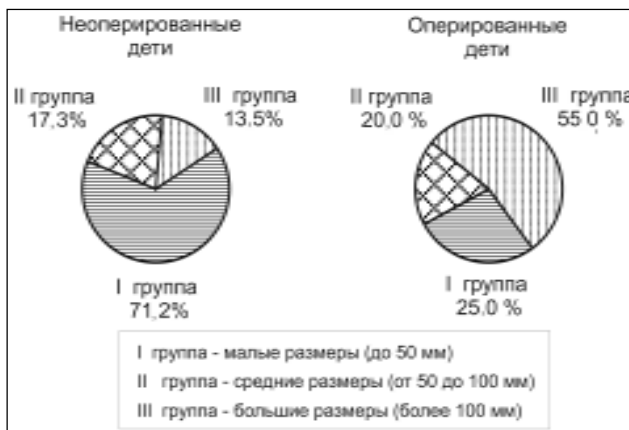 Неоперированные
дети
II группа
17,3%
III группа
13,5%
I группа
71,2%
Оперированные
дети
II группа
20,0 %
III группа
55,0 %
I группа
25,0 %
I группа - малые размеры (до 50 мм)
II группа - средние размеры (от 50 до 100 мм)
III группа - большие размеры (более 100 мм)